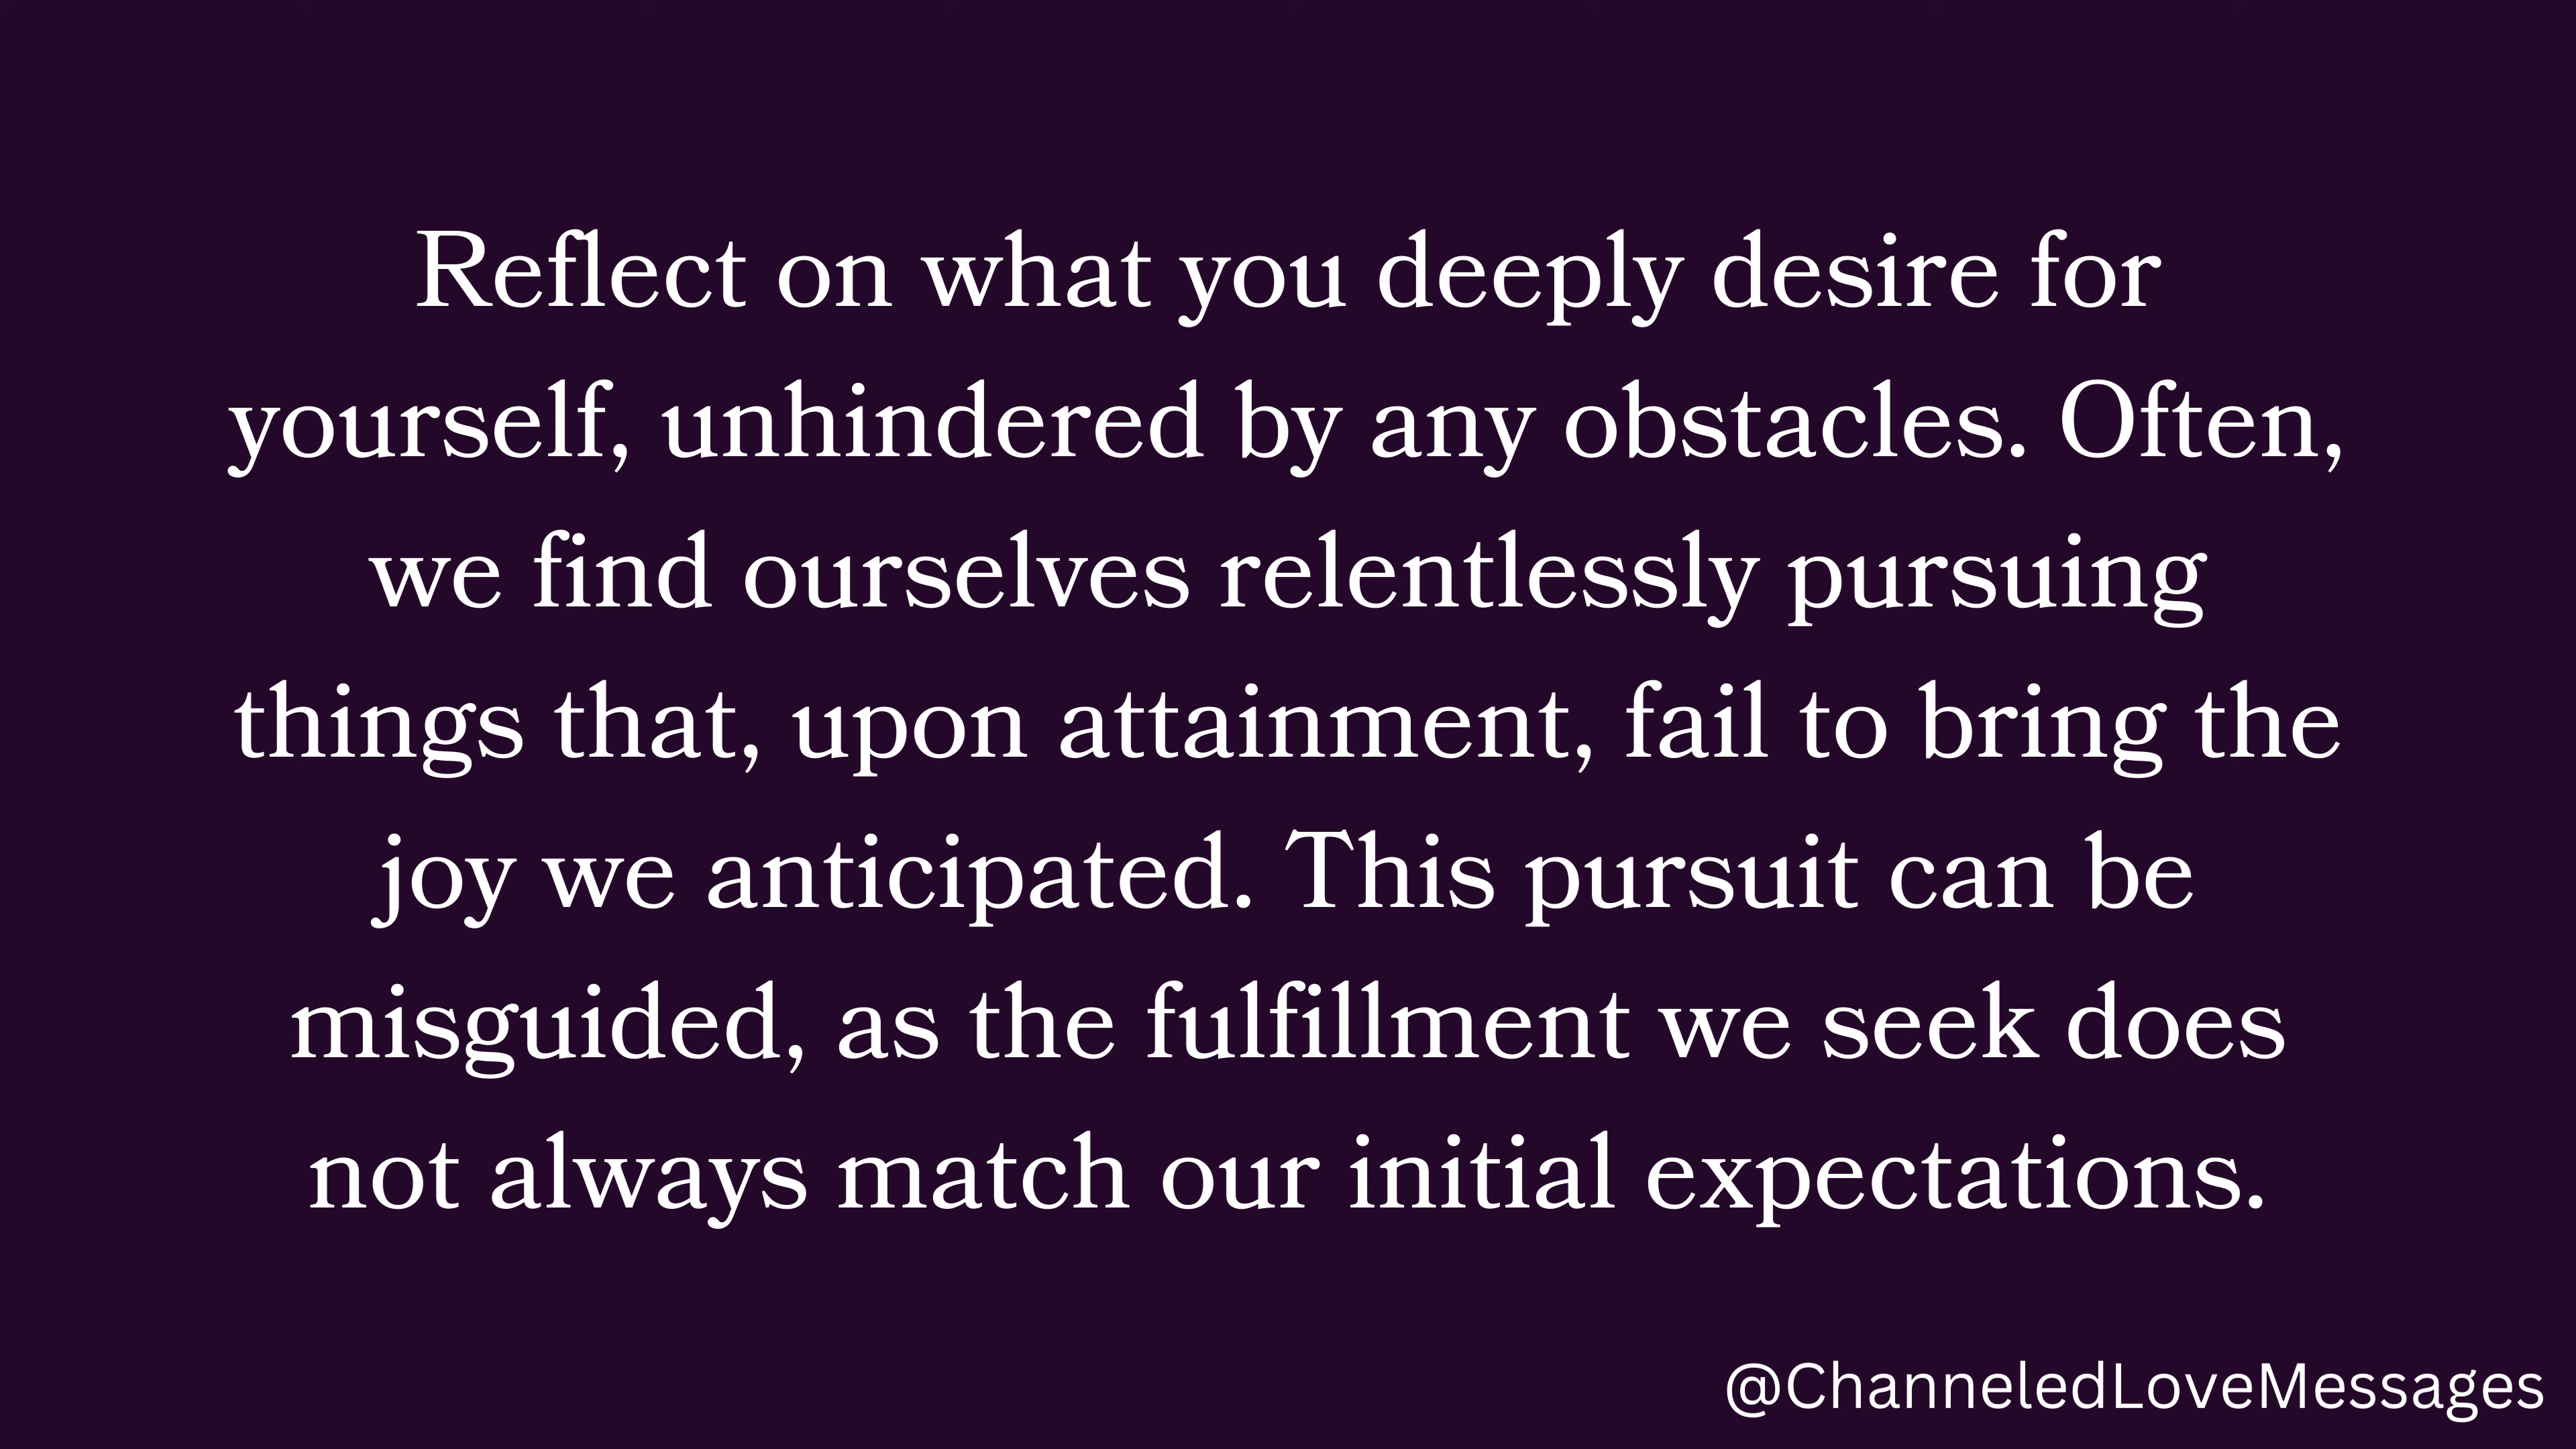 Reflect on what you deeply desire for
yourself, unhindered by any obstacles. Often,
we find ourselves relentlessly pursuing
things that, upon attainment, fail to bring the
joy we anticipated. This pursuit can be
misguided, as the fulfillment we seek does
not always match our initial expectations.
@ChanneledLoveMessages